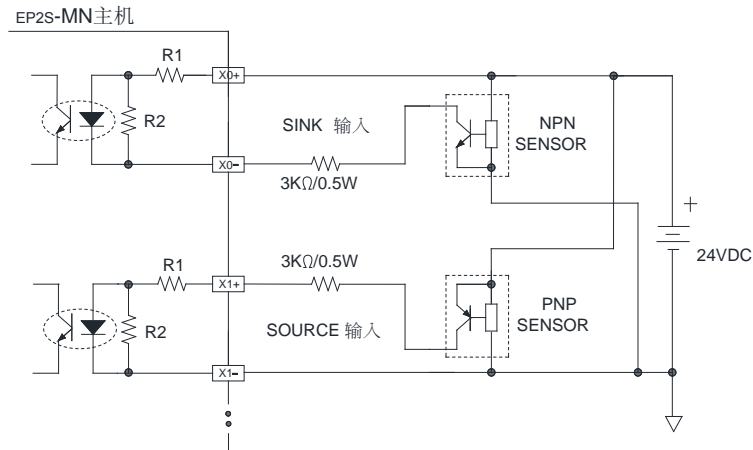 EP2S-MN主机
R1
X0+
R2
SINK 输入
NPN
SENSOR
X0-
3KΩ/0.5W
+
24VDC
3KΩ/0.5W
R1
X1+
R2
SOURCE 输入
PNP
SENSOR
X1-